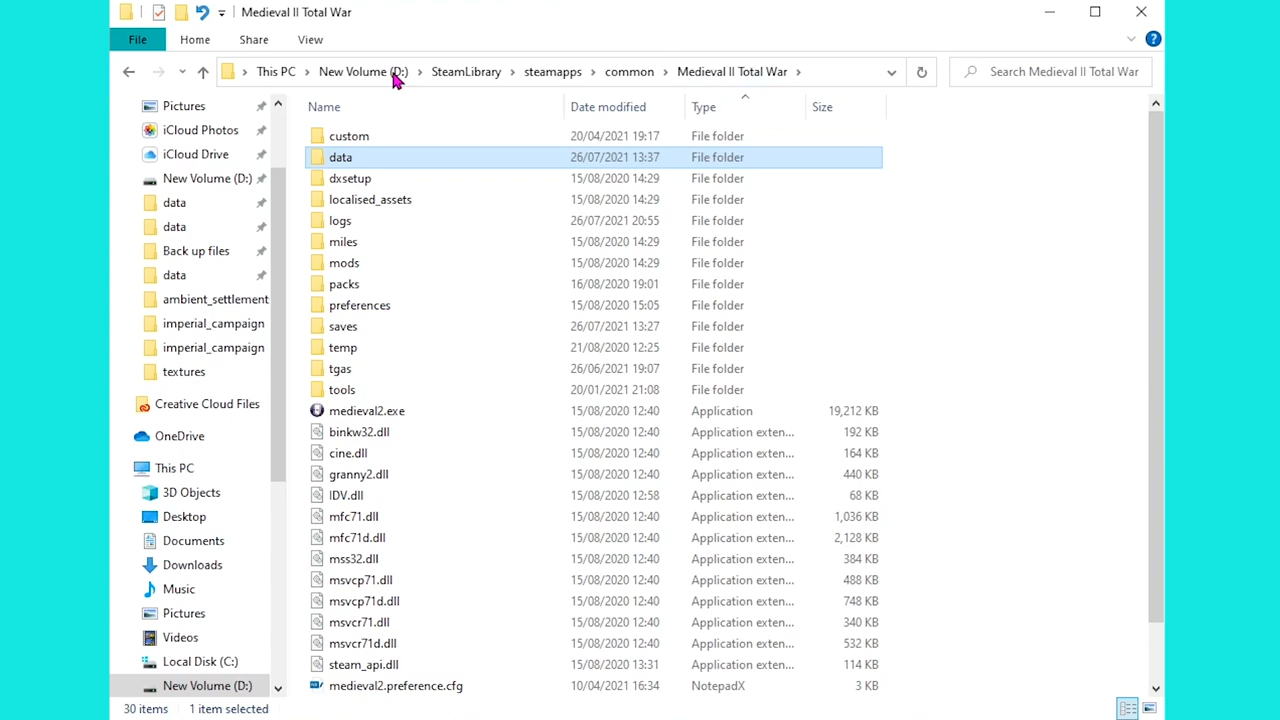 Medieval II Total War
File Home Share View
This PC New Volume (D:) SteamLibrary steamapps common Medieval II Total War Search Medieval II Total War
Pictures
iCloud Photos
iCloud Drive
New Volume (D:)
data
data
Back up files
data
ambient_settement
imperial_campaign
imperial_campaign
textures
Creative Cloud Files
OneDrive
This PC
3D Objects
Desktop
Documents
Downloads
Music
Pictures
Videos
Local Disk (C:)
New Volume (D:)
Name Date modified Type Size
custom 20/04/2021 19:17 File folder
data 26/07/2021 13:37 File folder
dxsetup 15/08/2020 14:29 File folder
localised_assets 15/08/2020 14:29 File folder
logs 26/07/2021 20:55 File folder
miles 15/08/2020 14:29 File folder
mods 15/08/2020 14:29 File folder
packs 16/08/2020 19:01 File folder
preferences 15/08/2020 15:05 File folder
saves 26/07/2021 13:27 File folder
temp 21/08/2020 12:25 File folder
tgas 26/06/2021 19:07 File folder
tools 20/01/2021 21:08 File folder
medieval2.exe 15/08/2020 12:40 Application 19,212 KB
binkw32.dll 15/08/2020 12:40 Application exten... 192 KB
cine.dll 15/08/2020 12:40 Application exten... 164 KB
granny2.dll 15/08/2020 12:40 Application exten... 440 KB
IDV.dll 15/08/2020 12:58 Application exten... 68 KB
mfc71.dll 15/08/2020 12:40 Application exten... 1,036 KB
mfc71d.dll 15/08/2020 12:40 Application exten... 2,128 KB
mss32.dll 15/08/2020 12:40 Application exten... 384 KB
msvcp71.dll 15/08/2020 12:40 Application exten... 488 KB
msvcp71d.dll 15/08/2020 12:40 Application exten... 748 KB
msvcr71.dll 15/08/2020 12:40 Application exten... 340 KB
msvcr71d.dll 15/08/2020 12:40 Application exten... 532 KB
steam_api.dll 15/08/2020 13:31 Application exten... 114 KB
medieval2.preference.cfg 10/04/2021 16:34 NotepadX 3 KB
30 items 1 item selected